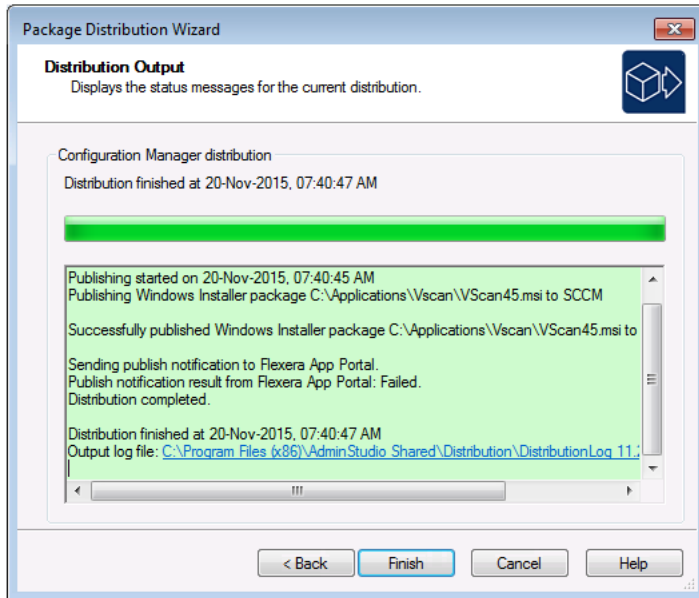 Package Distribution Wizard
Distribution Output
Displays the status messages for the current distribution.
Configuration Manager distribution
Distribution finished at 20-Nov-2015, 07:40:47 AM
Publishing started on 20-Nov-2015, 07:40:45 AM
Publishing Windows Installer package C:\Applications\Vscan\VScan45.msi to SCCM
Successfully published Windows Installer package C:\Applications\Vscan\VScan45.msi to
Sending publish notification to Flexera App Portal.
Publish notification result from Flexera App Portal: Failed.
Distribution completed.
Distribution finished at 20-Nov-2015, 07:40:47 AM
Output log file: C:\Program Files (x86)\AdminStudio Shared\Distribution\DistributionLog 11.2
< Back Finish Cancel Help